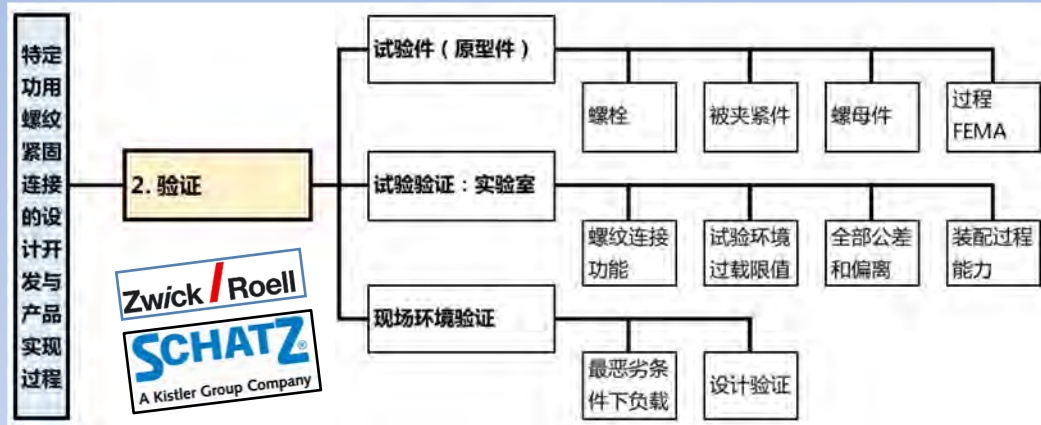 特定
功用
螺纹
紧固
连接
的设
计开
发与
产品
实现
过程
2. 验证
Zwick / Roell
SCHATZ®
A Kistler Group Company
试验件（原型件）
螺栓
被夹紧件
螺母件
过程
FEMA
试验验证：实验室
螺纹连接
功能
试验环境
过载限值
全部公差
和偏离
装配过程
能力
现场环境验证
最恶劣条
件下负载
设计验证